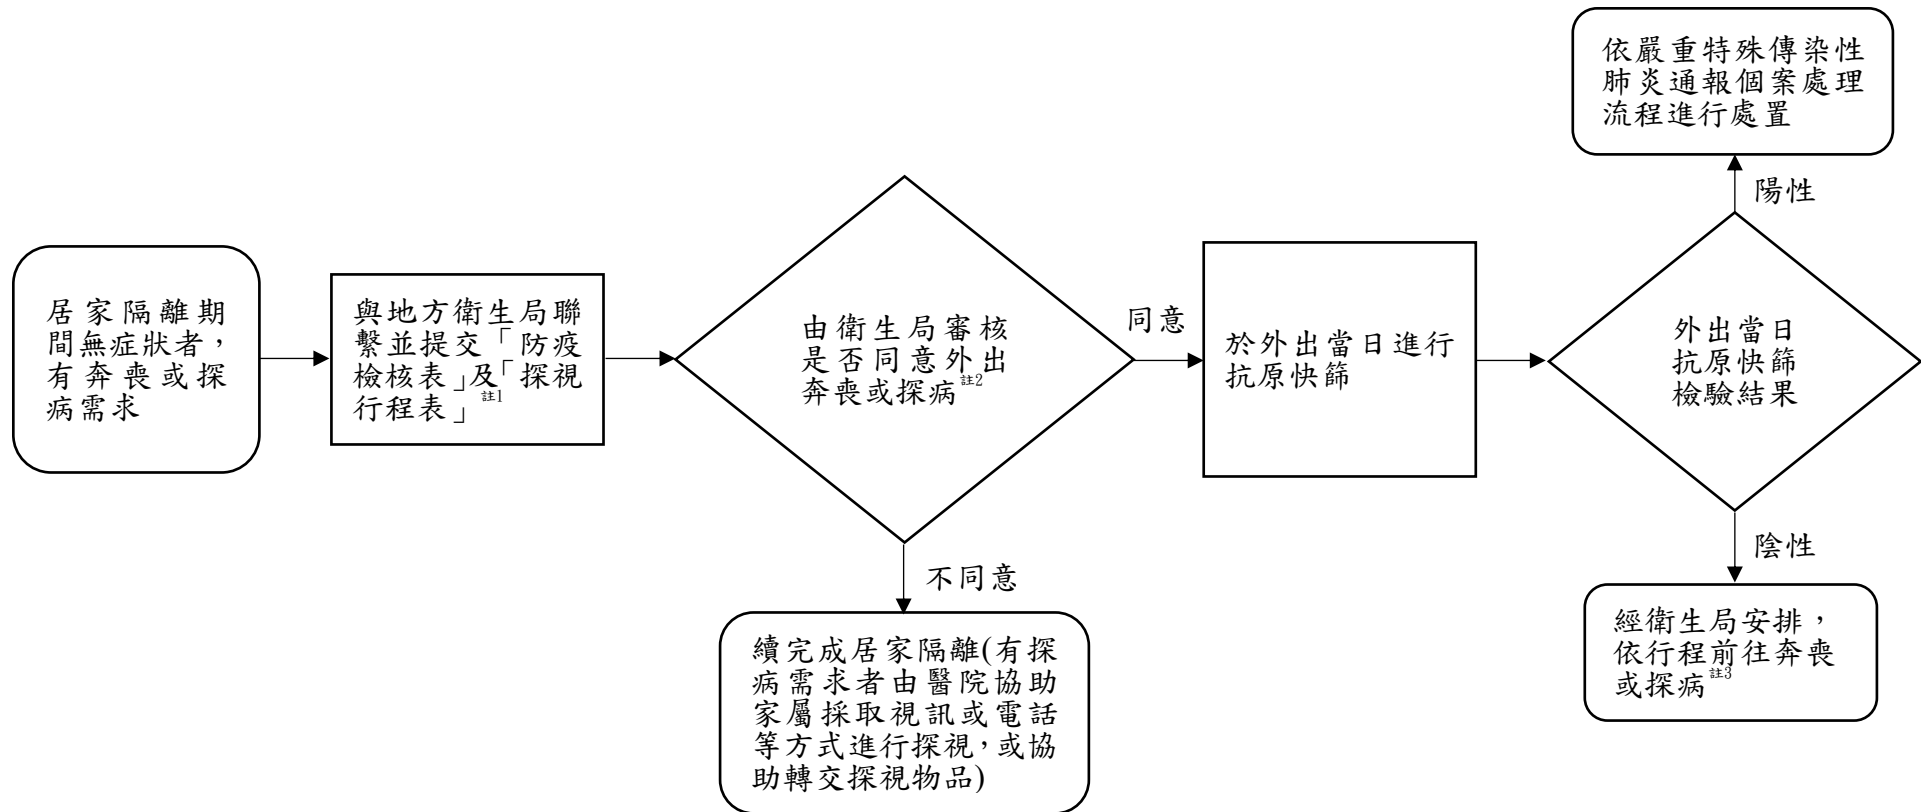 居家隔離期
間無症狀者，
有奔喪或探
病需求
與地方衛生局聯
繫並提交「防疫
檢核表」及「探視
行程表」註1
由衛生局審核
是否同意外出
奔喪或探病註2
同意
不同意
續完成居家隔離(有探
病需求者由醫院協助
家屬採取視訊或電話
等方式進行探視，或協
助轉交探視物品)
於外出當日進行
抗原快篩
外出當日
抗原快篩
檢驗結果
陽性
依嚴重特殊傳染性
肺炎通報個案處理
流程進行處置
陰性
經衛生局安排，
依行程前往奔喪
或探病註3